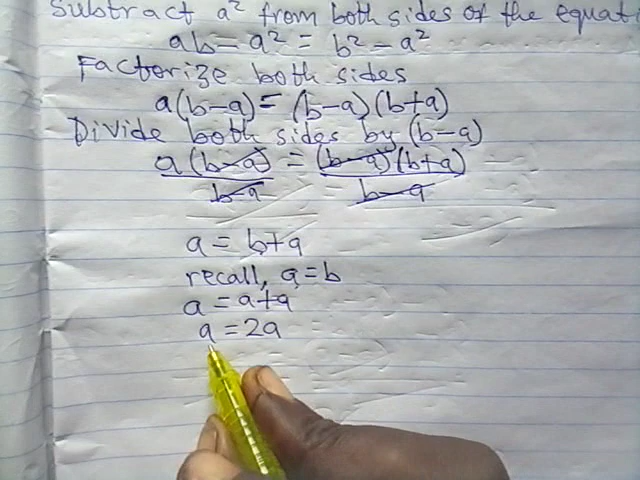 Subtract a² from both sides of the equat
ab - a² = b² - a²
Factorize both sides
a(b-a) = (b-a)(b+a)
Divide both sides by (b-a)
a(b-a) = (b-a)(b+a)
b-a b-a
a = b+a
recall, a=b
a = a+a
a = 2a